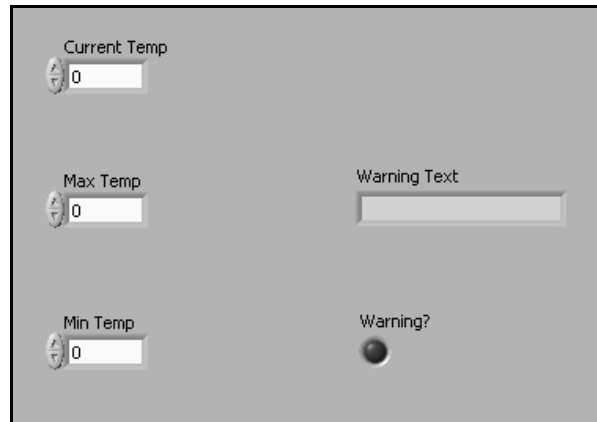 Current Temp
0
Max Temp
0
Warning Text
Min Temp
0
Warning?